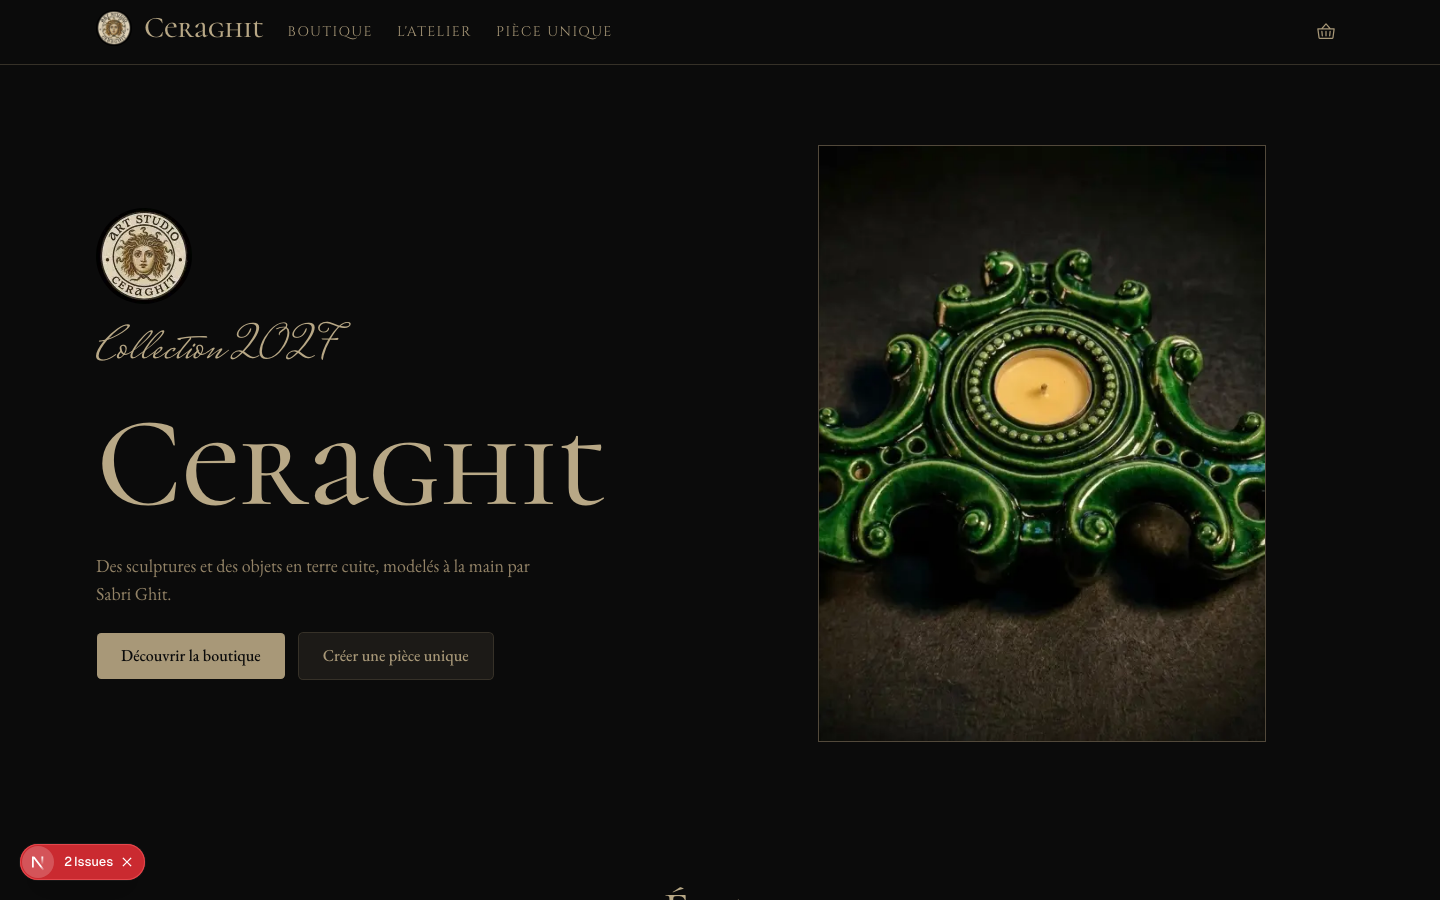 Ceraghit BOUTIQUE L'ATELIER PIÈCE UNIQUE
ART STUDIO
CERAGHIT
Collection 2027
Ceraghit
Des sculptures et des objets en terre cuite, modelés à la main par
Sabri Ghit.
Découvrir la boutique Créer une pièce unique
N 2 Issues